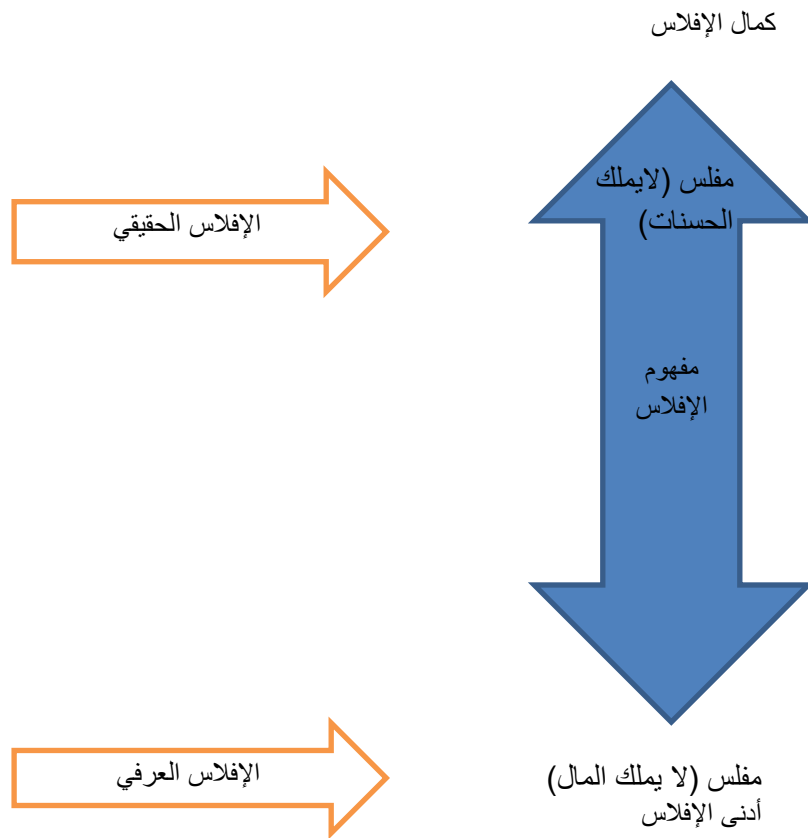 كمال الإفلاس
مفلس (لايملك
الحسنات)
الإفلاس الحقيقي
مفهوم
الإفلاس
مفلس (لا يملك المال)
أدنى الإفلاس
الإفلاس العرفي